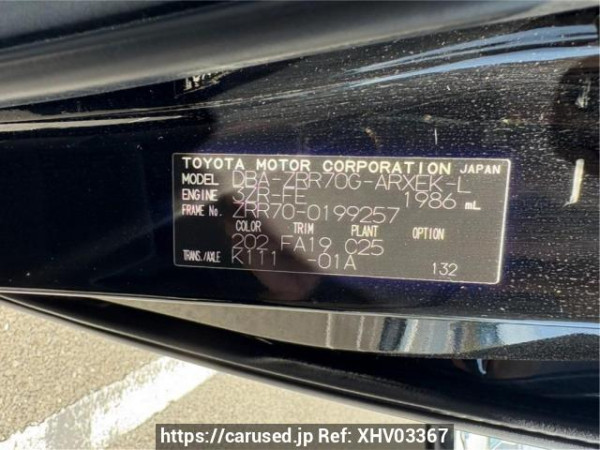 TOYOTA MOTOR CORPORATION JAPAN
MODEL DBA-ZRR70G-ARXEK-L
ENGINE 3ZR-FE 1986 mL
FRAME No. ZRR70-0199257
COLOR TRIM PLANT OPTION
202 FA19 C25
TRANS./AXLE K111 -01A 132
https://carused.jp Ref: XHV03367